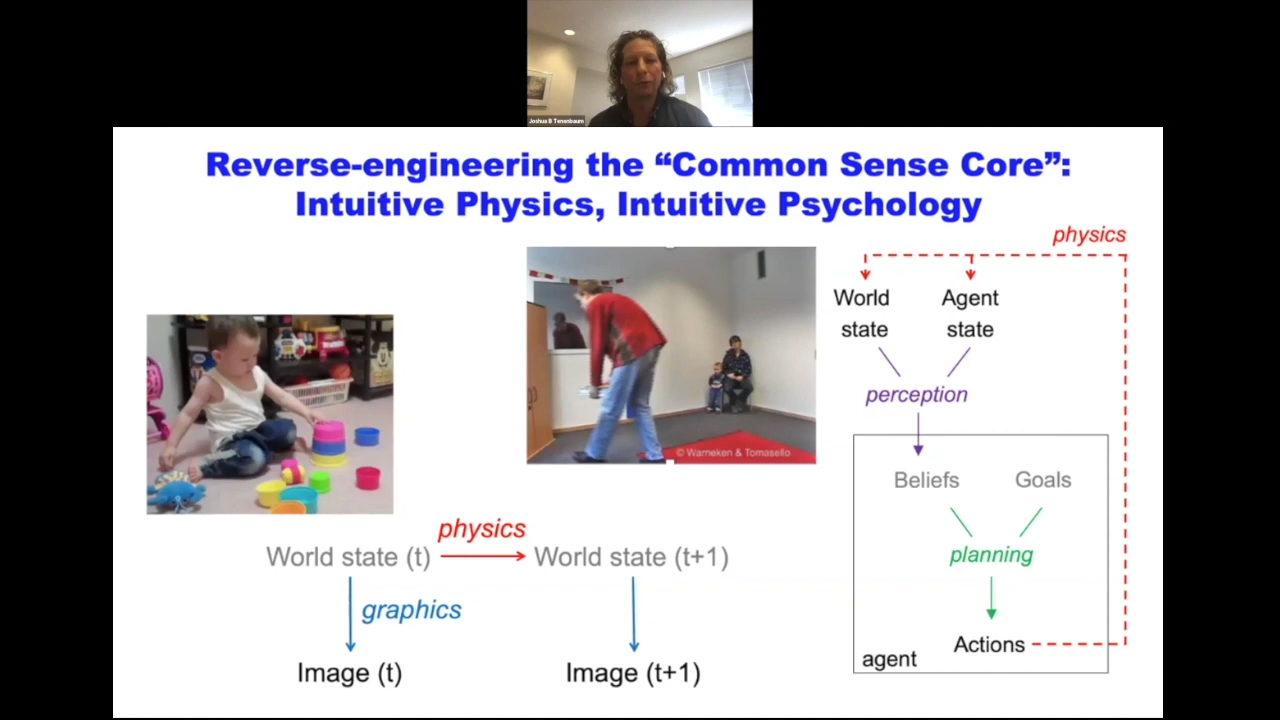 Joshua B Tenenbaum
Reverse-engineering the “Common Sense Core”:
Intuitive Physics, Intuitive Psychology
© Warneken & Tomasello
World state (t)
physics
World state (t+1)
graphics
Image (t)
Image (t+1)
physics
World
state
Agent
state
perception
Beliefs
Goals
planning
Actions
agent